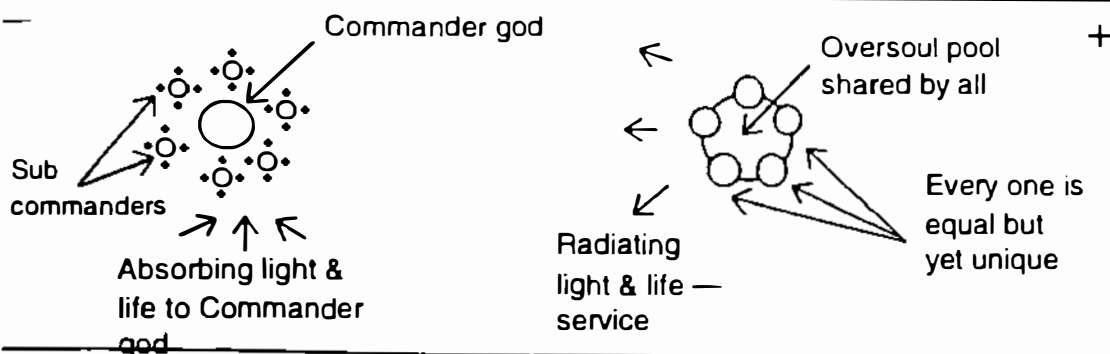 —
Commander god
Sub
commanders
Absorbing light &
life to Commander
god
+
Oversoul pool
shared by all
Every one is
equal but
yet unique
Radiating
light & life —
service